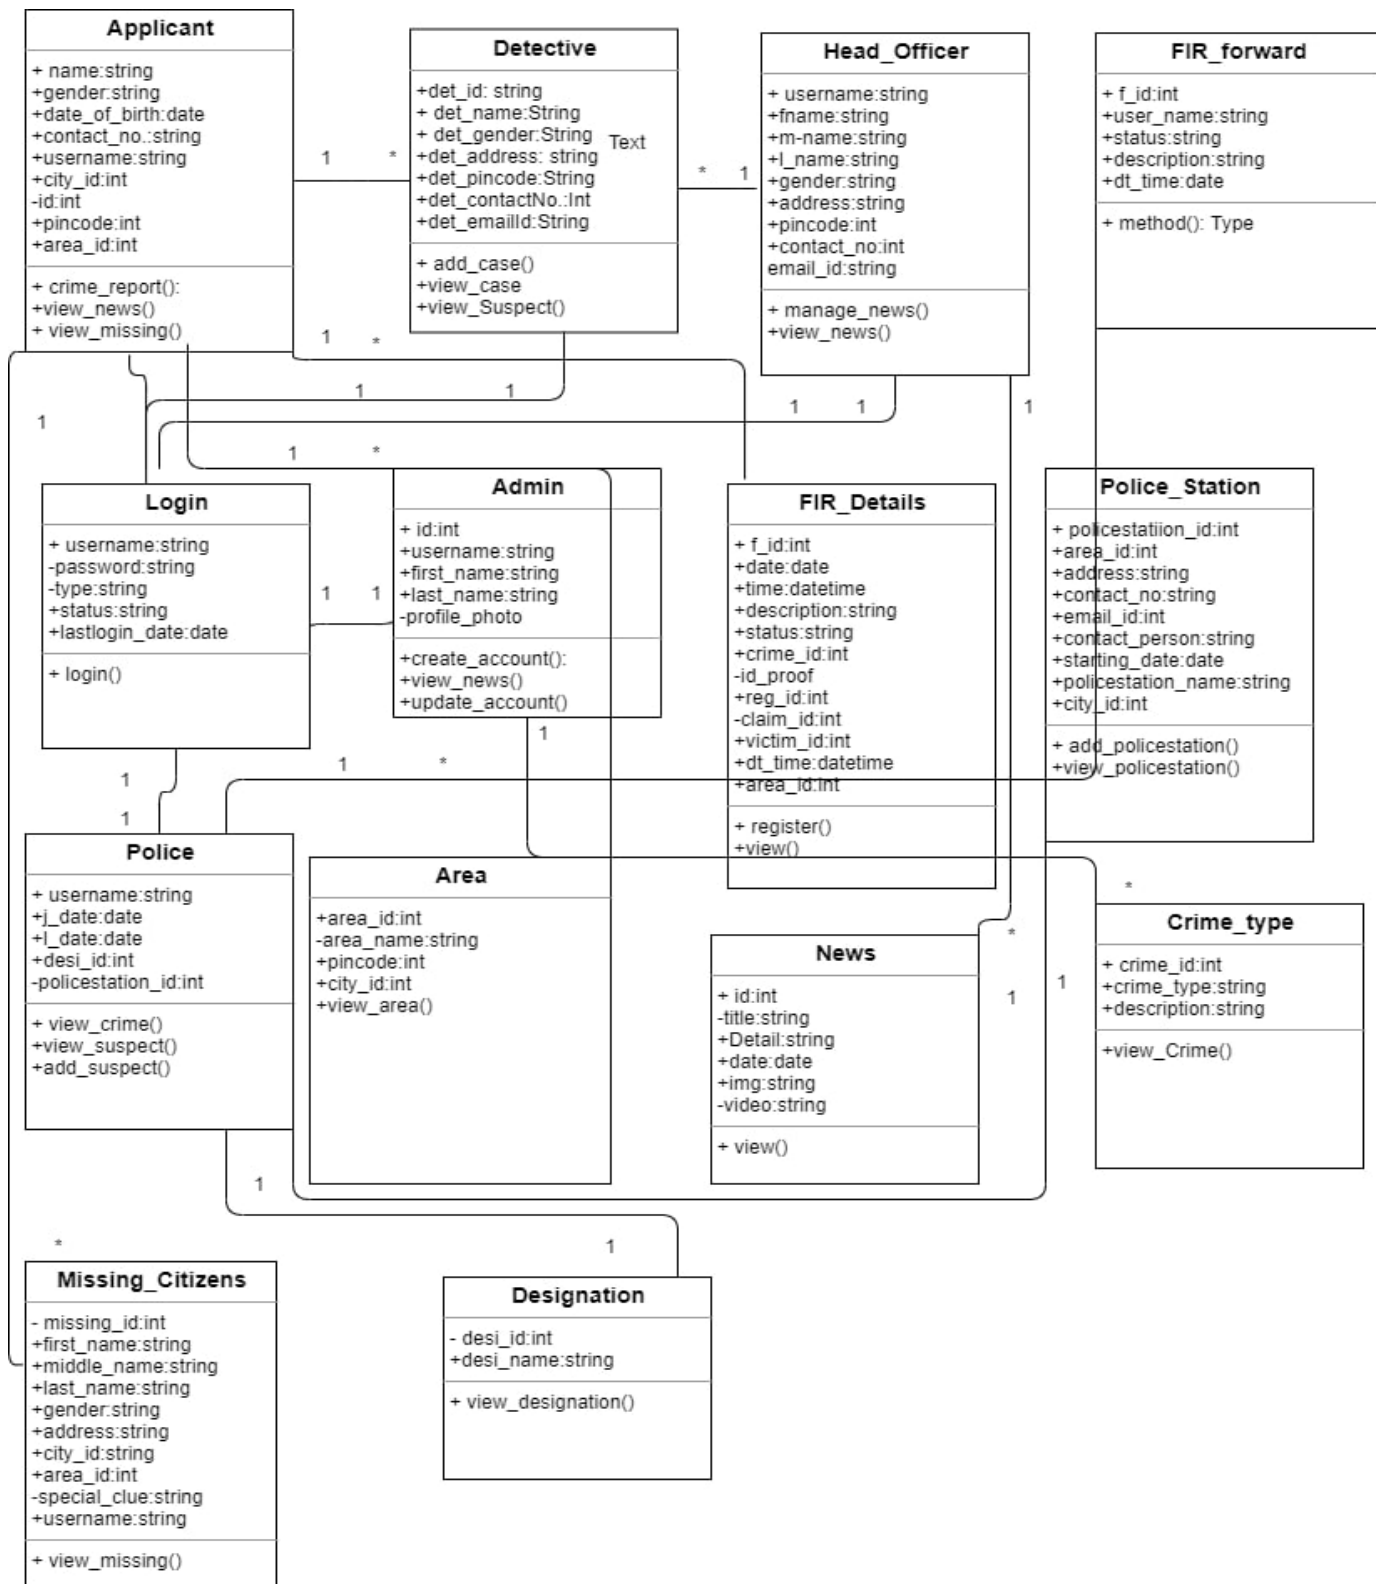 Applicant
+ name:string
+gender:string
+date_of_birth:date
+contact_no.:string
+username:string
+city_id:int
-id:int
+pincode:int
+area_id:int
+ crime_report():
+view_news()
+ view_missing()
Detective
+det_id: string
+ det_name:String
+ det_gender:String
+det_address: string
+det_pincode:String
+det_contactNo.:Int
+det_emailId:String
Text
+ add_case()
+view_case
+view_Suspect()
Head_Officer
+ username:string
+fname:string
+m-name:string
+l_name:string
+gender:string
+address:string
+pincode:int
+contact_no:int
email_id:string
+ manage_news()
+view_news()
FIR_forward
+ f_id:int
+user_name:string
+status:string
+description:string
+dt_time:date
+ method(): Type
1 *
* 1
1 *
1 1
1 1
1
1
1 *
Login
+ username:string
-password:string
-type:string
+status:string
+lastlogin_date:date
+ login()
1 1
Admin
+ id:int
+username:string
+first_name:string
+last_name:string
-profile_photo
+create_account():
+view_news()
+update_account()
FIR_Details
+ f_id:int
+date:date
+time:datetime
+description:string
+status:string
+crime_id:int
-id_proof
+reg_id:int
-claim_id:int
+victim_id:int
+dt_time:datetime
+area_id:int
+ register()
+view()
Police_Station
+ policestatiion_id:int
+area_id:int
+address:string
+contact_no:string
+email_id:int
+contact_person:string
+starting_date:date
+policestation_name:string
+city_id:int
+ add_policestation()
+view_policestation()
1
1 *
1
1
Police
+ username:string
+j_date:date
+l_date:date
+desi_id:int
-policestation_id:int
+ view_crime()
+view_suspect()
+add_suspect()
Area
+area_id:int
-area_name:string
+pincode:int
+city_id:int
+view_area()
News
+ id:int
-title:string
+Detail:string
+date:date
+img:string
-video:string
+ view()
*
1
1
*
Crime_type
+ crime_id:int
+crime_type:string
+description:string
+view_Crime()
1
1
*
Missing_Citizens
- missing_id:int
+first_name:string
+middle_name:string
+last_name:string
+gender:string
+address:string
+city_id:string
+area_id:int
-special_clue:string
+username:string
+ view_missing()
Designation
- desi_id:int
+desi_name:string
+ view_designation()